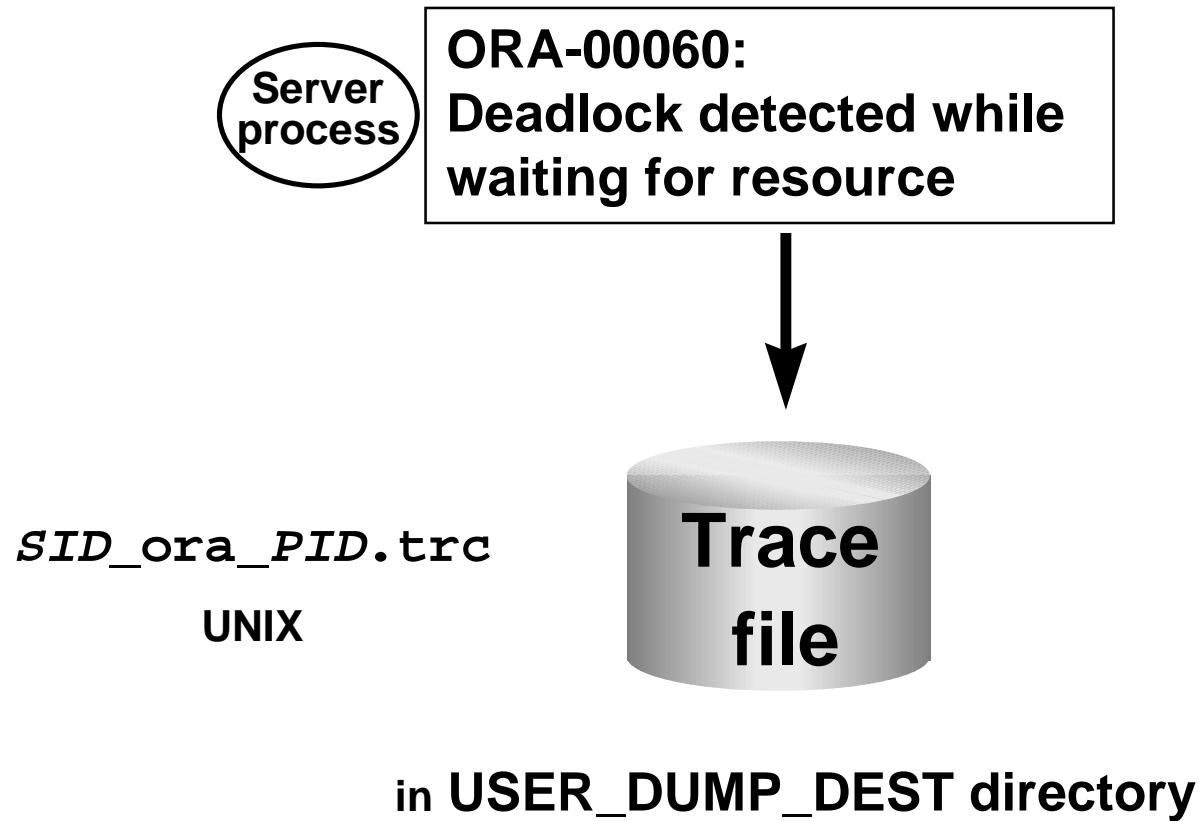 Server
process
ORA-00060:
Deadlock detected while
waiting for resource
SID_ora_PID.trc
UNIX
Trace
file
in USER_DUMP_DEST directory